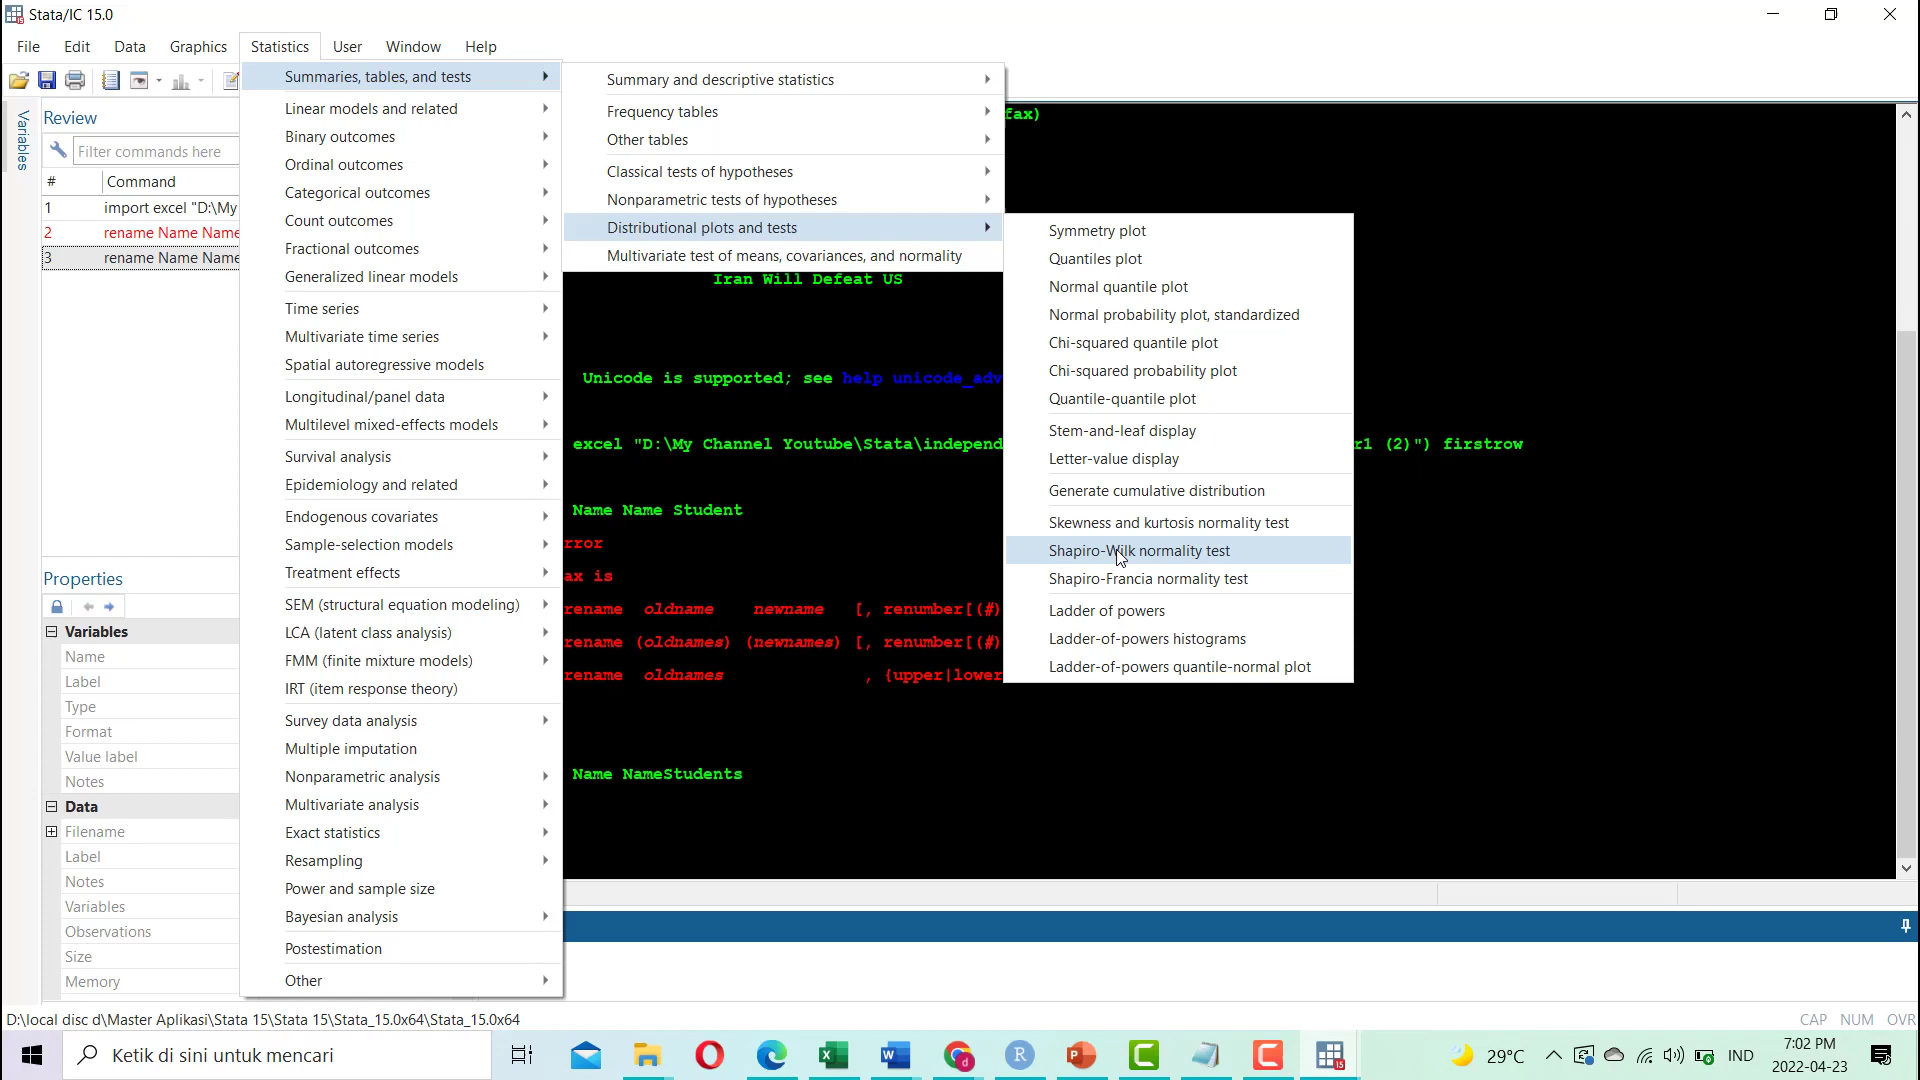 Stata/IC 15.0
File Edit Data Graphics Statistics User Window Help
Variables
Review
Filter commands here
# Command
1 import excel "D:\My
2 rename Name Name
3 rename Name Name
Properties
Variables
Name
Label
Type
Format
Value label
Notes
Data
Filename
Label
Notes
Variables
Observations
Size
Memory
Summaries, tables, and tests
Linear models and related
Binary outcomes
Ordinal outcomes
Categorical outcomes
Count outcomes
Fractional outcomes
Generalized linear models
Time series
Multivariate time series
Spatial autoregressive models
Longitudinal/panel data
Multilevel mixed-effects models
Survival analysis
Epidemiology and related
Endogenous covariates
Sample-selection models
Treatment effects
SEM (structural equation modeling)
LCA (latent class analysis)
FMM (finite mixture models)
IRT (item response theory)
Survey data analysis
Multiple imputation
Nonparametric analysis
Multivariate analysis
Exact statistics
Resampling
Power and sample size
Bayesian analysis
Postestimation
Other
Summary and descriptive statistics
Frequency tables
Other tables
Classical tests of hypotheses
Nonparametric tests of hypotheses
Distributional plots and tests
Multivariate test of means, covariances, and normality
Symmetry plot
Quantiles plot
Normal quantile plot
Normal probability plot, standardized
Chi-squared quantile plot
Chi-squared probability plot
Quantile-quantile plot
Stem-and-leaf display
Letter-value display
Generate cumulative distribution
Skewness and kurtosis normality test
Shapiro-Wilk normality test
Shapiro-Francia normality test
Ladder of powers
Ladder-of-powers histograms
Ladder-of-powers quantile-normal plot
fax)
Iran Will Defeat US
Unicode is supported; see help unicode_adv
excel "D:\My Channel Youtube\Stata\independ r1 (2)") firstrow
Name Name Student
rror
ax is
rename oldname newname [, renumber[(#)
rename (oldnames) (newnames) [, renumber[(#)
rename oldnames , {upper|lower
Name NameStudents
D:\local disc d\Master Aplikasi\Stata 15\Stata 15\Stata_15.0x64\Stata_15.0x64
CAP NUM OVR
Ketik di sini untuk mencari
29°C
IND
7:02 PM
2022-04-23